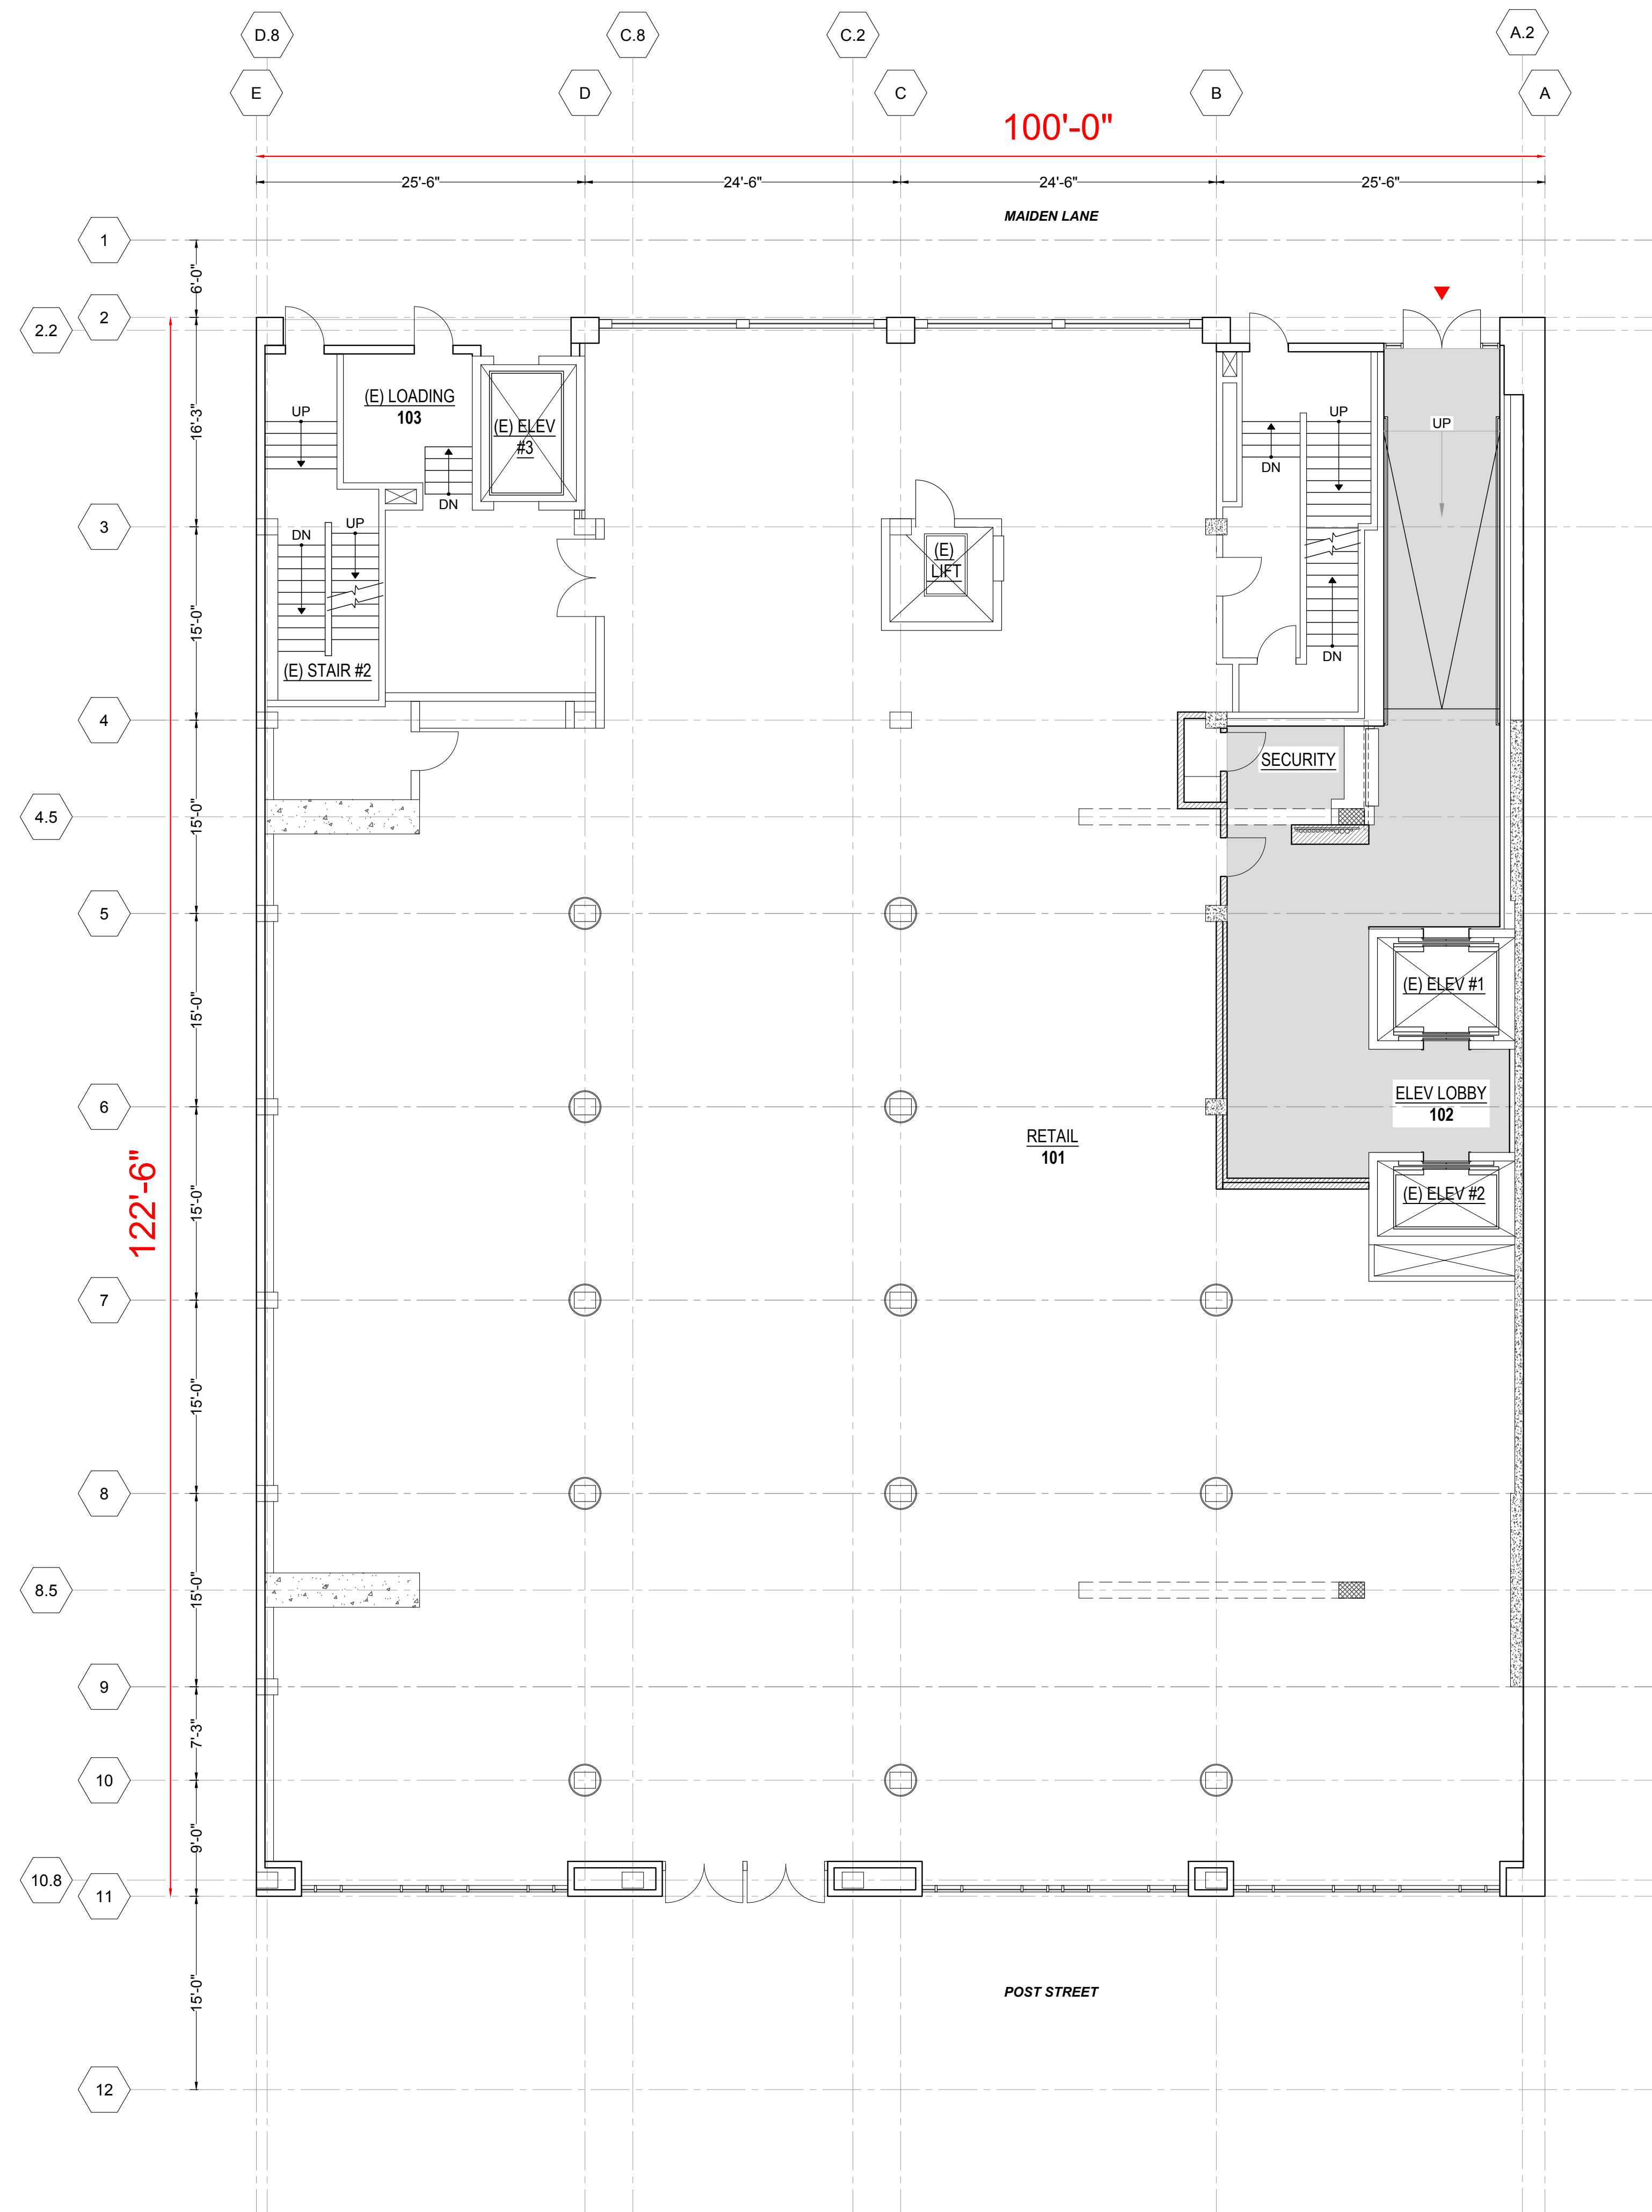 D.8
C.8
C.2
A.2
E
D
C
B
A
100'-0"
25'-6"
24'-6"
24'-6"
25'-6"
MAIDEN LANE
1
6'-0"
2
2.2
16'-3"
(E) LOADING
103
(E) ELEV
#3
UP
DN
UP
DN
UP
3
DN
UP
(E)
LIFT
15'-0"
DN
(E) STAIR #2
4
SECURITY
4.5
15'-0"
5
(E) ELEV #1
15'-0"
6
ELEV LOBBY
102
RETAIL
101
122'-6"
15'-0"
(E) ELEV #2
7
15'-0"
8
8.5
15'-0"
9
7'-3"
10
9'-0"
10.8
11
15'-0"
POST STREET
12